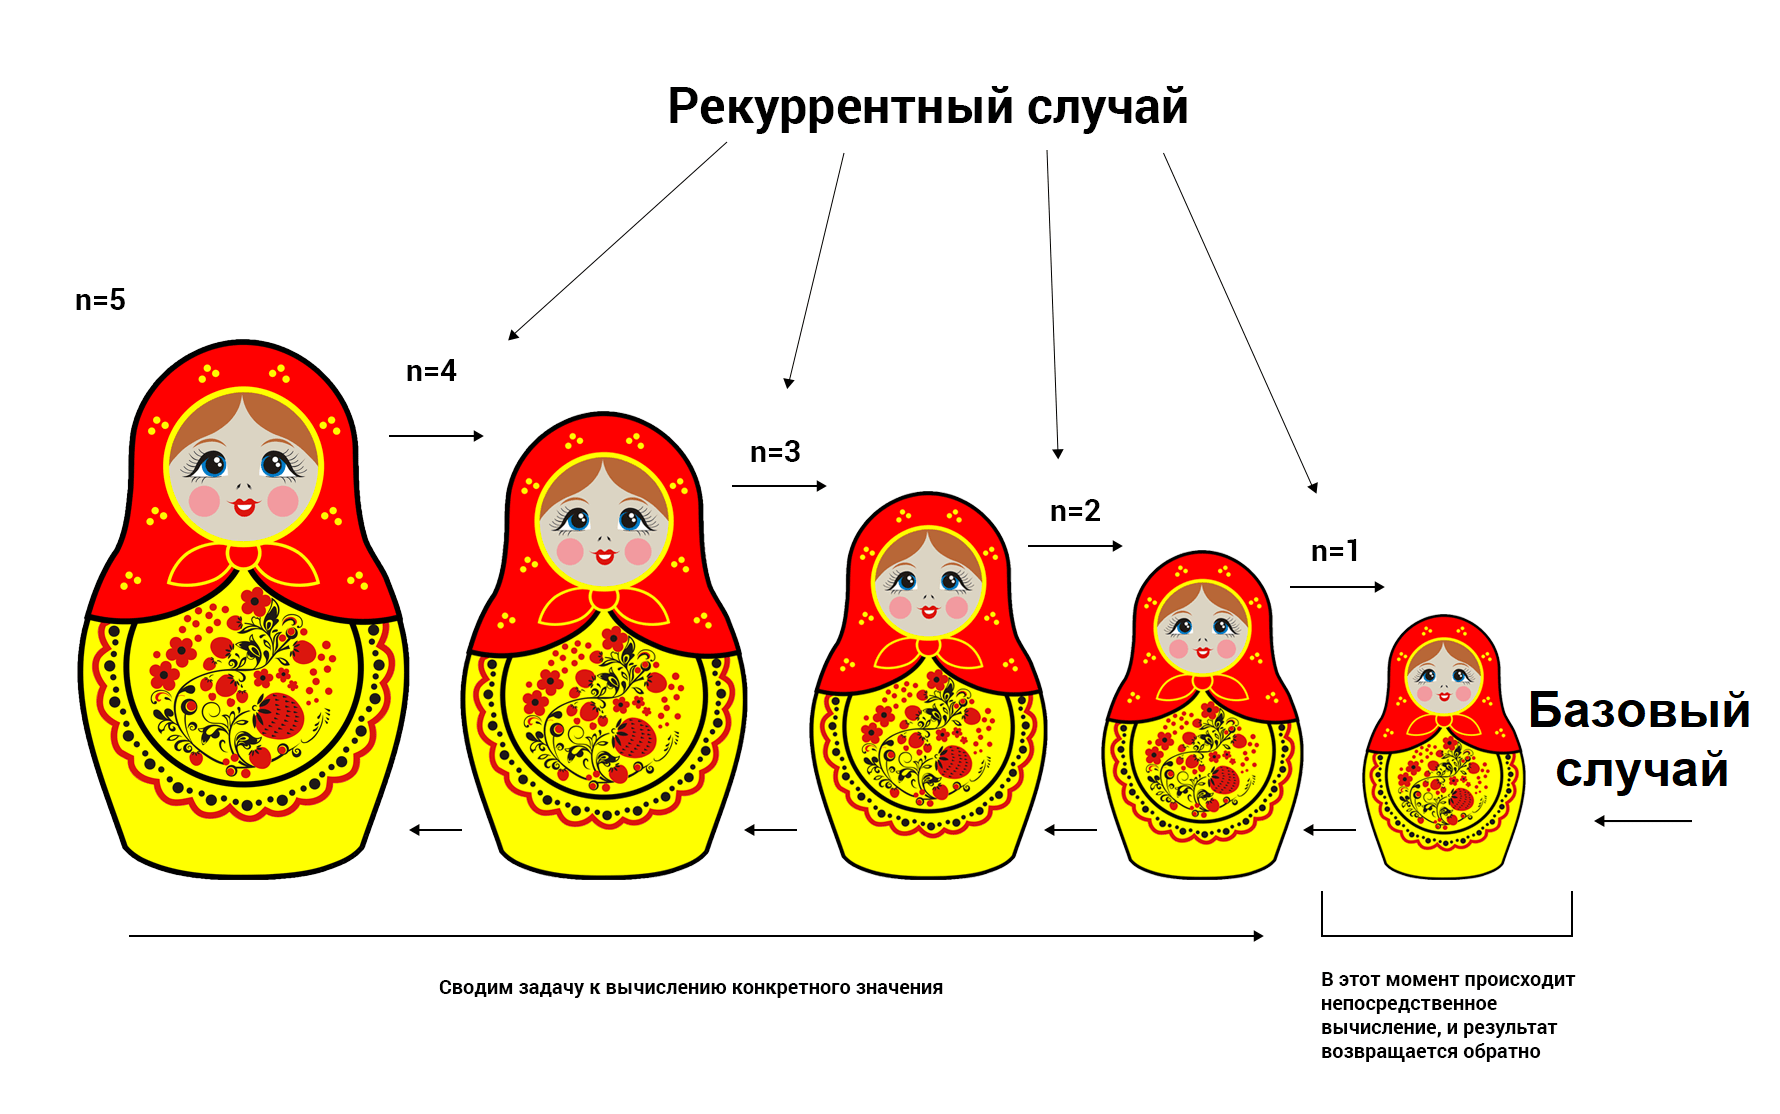 Рекуррентный случай
n=5
n=4
n=3
n=2
n=1
Базовый
случай
Сводим задачу к вычислению конкретного значения
В этот момент происходит
непосредственное
вычисление, и результат
возвращается обратно